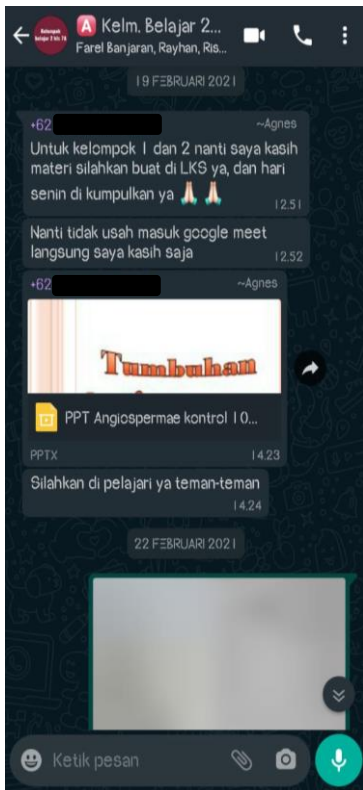 A Kelm. Belajar 2...
Farel Banjaran, Rayhan, Ris...
19 FEBRUARI 2021
+62 ~Agnes
Untuk kelompok 1 dan 2 nanti saya kasih
materi silahkan buat di LKS ya, dan hari
senin di kumpulkan ya 🙏🏻 🙏🏻
12.51
Nanti tidak usah masuk google meet
langsung saya kasih saja
12.52
+62 ~Agnes
Tumbuhan
PPT Angiospermae kontrol 10...
PPTX 14.23
Silahkan di pelajari ya teman-teman
14.24
22 FEBRUARI 2021
Ketik pesan